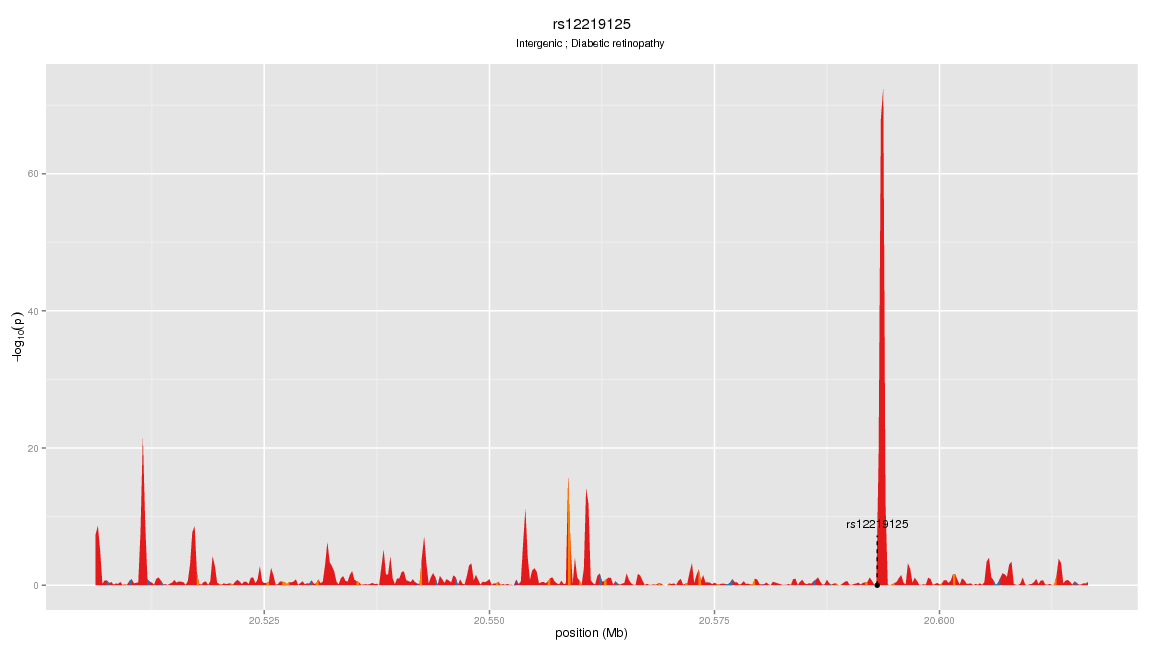 rs12219125
Intergenic ; Diabetic retinopathy
−log10(p)
60
40
20
0
rs12219125
20.525
20.550
20.575
20.600
position (Mb)